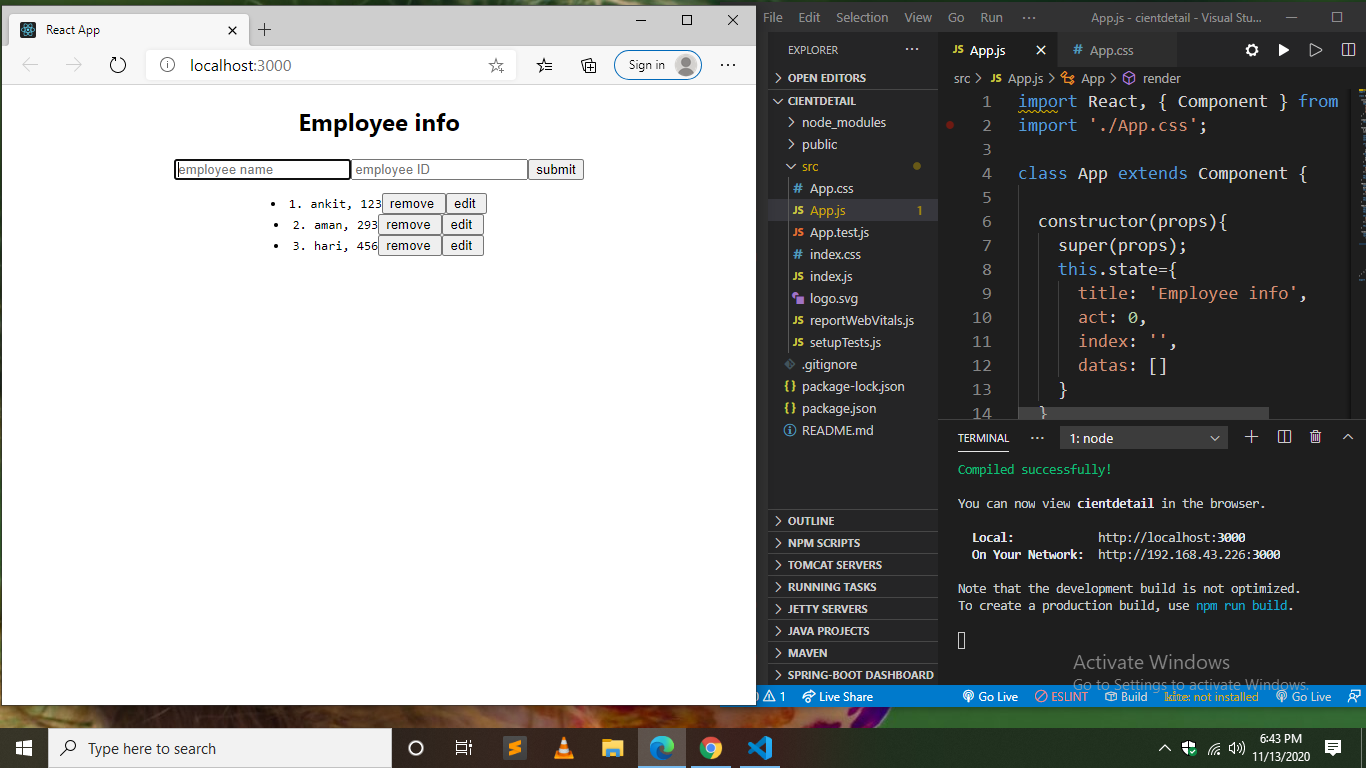 React App
localhost:3000
Sign in
Employee info
employee name employee ID submit
1. ankit, 123 remove edit
2. aman, 293 remove edit
3. hari, 456 remove edit
File Edit Selection View Go Run ··· App.js - cientdetail - Visual Stu...
EXPLORER ···
OPEN EDITORS
CIENTDETAIL
node_modules
public
src
# App.css
JS App.js 1
JS App.test.js
# index.css
JS index.js
logo.svg
JS reportWebVitals.js
JS setupTests.js
.gitignore
{} package-lock.json
{} package.json
README.md
OUTLINE
NPM SCRIPTS
TOMCAT SERVERS
RUNNING TASKS
JETTY SERVERS
JAVA PROJECTS
MAVEN
SPRING-BOOT DASHBOARD
JS App.js # App.css
src > JS App.js > App > render
1 import React, { Component } from
2 import './App.css';
3
4 class App extends Component {
5
6 constructor(props){
7 super(props);
8 this.state={
9 title: 'Employee info',
10 act: 0,
11 index: '',
12 datas: []
13 }
14 }
TERMINAL ··· 1: node
Compiled successfully!
You can now view cientdetail in the browser.
Local: http://localhost:3000
On Your Network: http://192.168.43.226:3000
Note that the development build is not optimized.
To create a production build, use npm run build.
Activate Windows
Go to Settings to activate Windows.
1 Live Share Go Live ESLINT Build kite: not installed Go Live
Type here to search
6:43 PM
11/13/2020